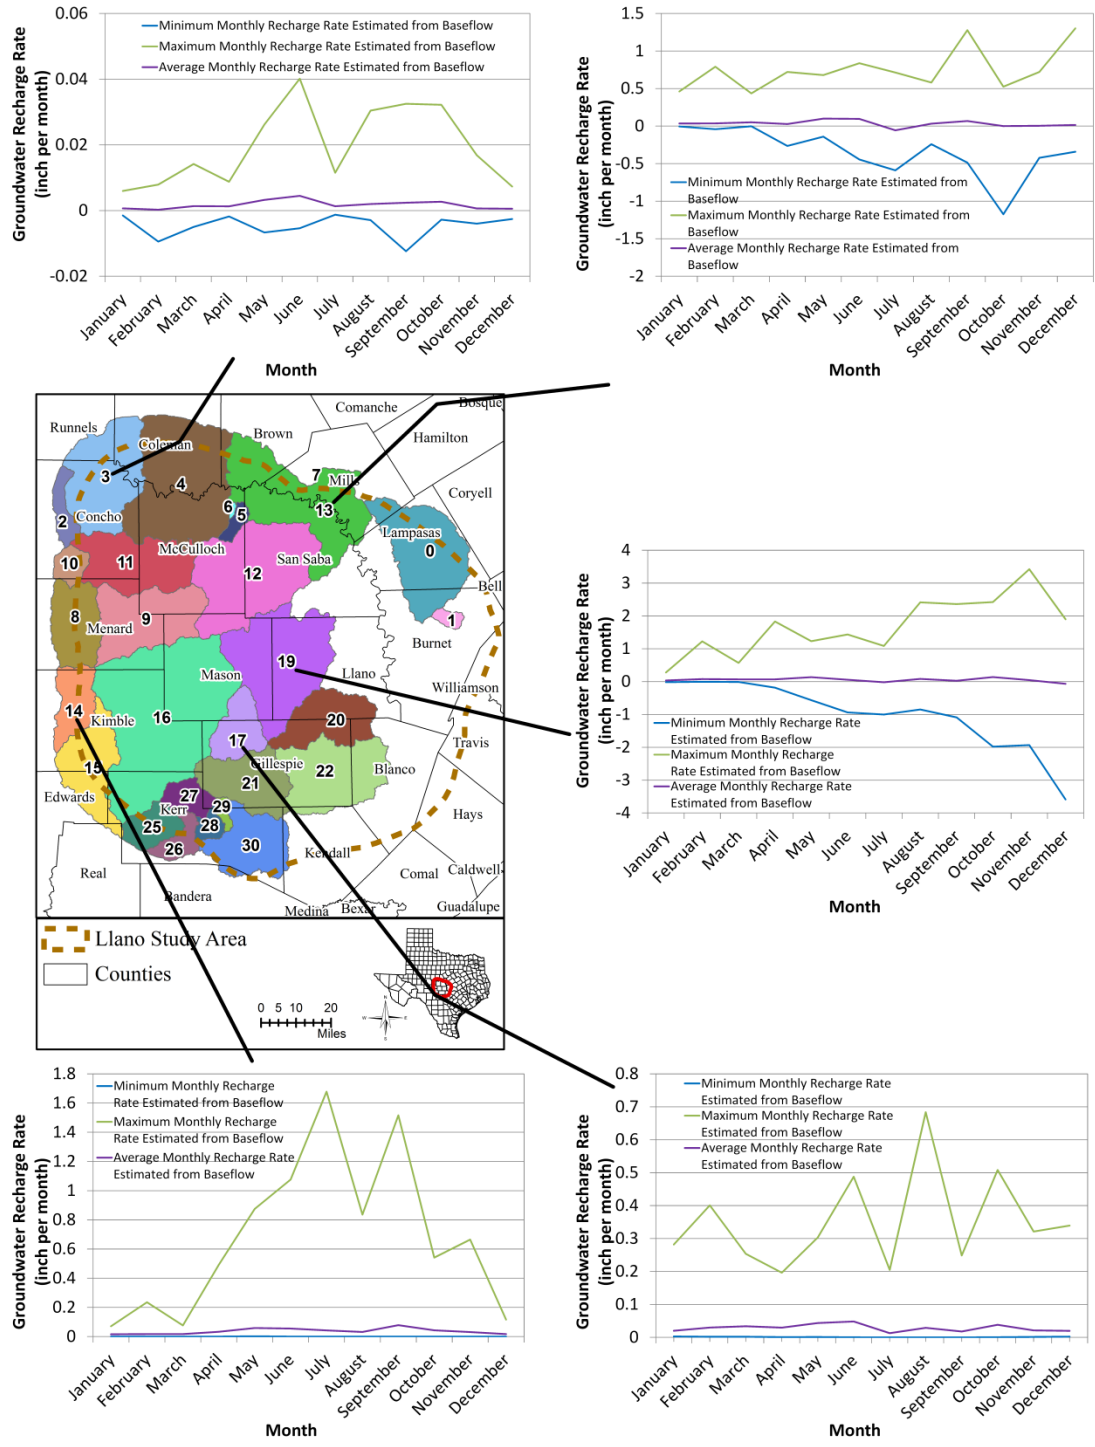 Groundwater Recharge Rate
(inch per month)
0.06
0.04
0.02
0
-0.02
Minimum Monthly Recharge Rate Estimated from Baseflow
Maximum Monthly Recharge Rate Estimated from Baseflow
Average Monthly Recharge Rate Estimated from Baseflow
January
February
March
April
May
June
July
August
September
October
November
December
Month
Groundwater Recharge Rate
(inch per month)
1.5
1
0.5
0
-0.5
-1
-1.5
-2
Minimum Monthly Recharge Rate Estimated from
Baseflow
Maximum Monthly Recharge Rate Estimated from
Baseflow
Average Monthly Recharge Rate Estimated from
Baseflow
January
February
March
April
May
June
July
August
September
October
November
December
Month
Comanche
Bosque
Runnels
Coleman
Brown
Hamilton
3
4
7
Mills
Coryell
2
Concho
6
5
13
Lampasas
0
10
11
McCulloch
12
San Saba
Bell
8
Menard
9
1
Burnet
Mason
19
Llano
Williamson
14
Kimble
16
20
15
17
Travis
Gillespie
22
Blanco
Edwards
27
21
Hays
Kerr
29
25
28
26
30
Kendall
Real
Bandera
Comal
Caldwell
Medina
Bexar
Guadalupe
Llano Study Area
Counties
0 5 10 20
Miles
N
W
E
S
Groundwater Recharge Rate
(inch per month)
4
3
2
1
0
-1
-2
-3
-4
Minimum Monthly Recharge Rate
Estimated from Baseflow
Maximum Monthly Recharge
Rate Estimated from Baseflow
Average Monthly Recharge Rate
Estimated from Baseflow
January
February
March
April
May
June
July
August
September
October
November
December
Month
Groundwater Recharge Rate
(inch per month)
1.8
1.6
1.4
1.2
1
0.8
0.6
0.4
0.2
0
Minimum Monthly Recharge
Rate Estimated from Baseflow
Maximum Monthly Recharge
Rate Estimated from Baseflow
Average Monthly Recharge Rate
Estimated from Baseflow
January
February
March
April
May
June
July
August
September
October
November
December
Month
Groundwater Recharge Rate
(inch per month)
0.8
0.7
0.6
0.5
0.4
0.3
0.2
0.1
0
Minimum Monthly Recharge Rate
Estimated from Baseflow
Maximum Monthly Recharge Rate
Estimated from Baseflow
Average Monthly Recharge Rate
Estimated from Baseflow
January
February
March
April
May
June
July
August
September
October
November
December
Month